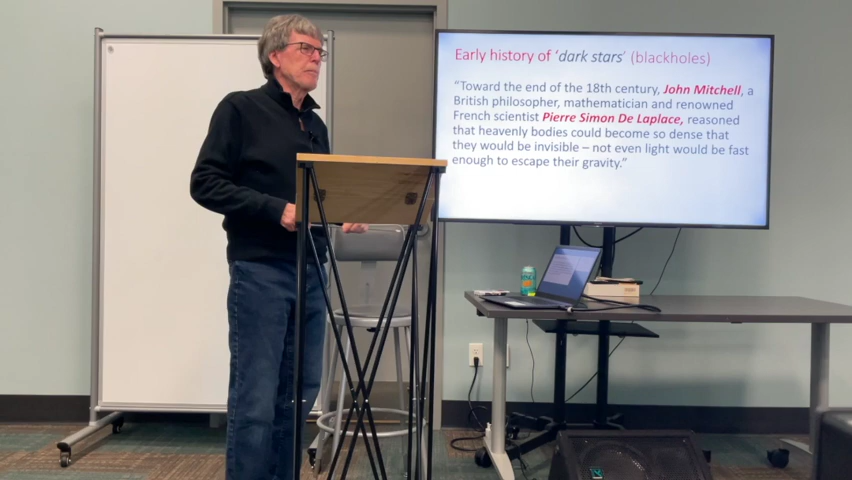 Early history of ‘dark stars’ (blackholes)
“Toward the end of the 18th century, John Mitchell, a
British philosopher, mathematician and renowned
French scientist Pierre Simon De Laplace, reasoned
that heavenly bodies could become so dense that
they would be invisible – not even light would be fast
enough to escape their gravity.”